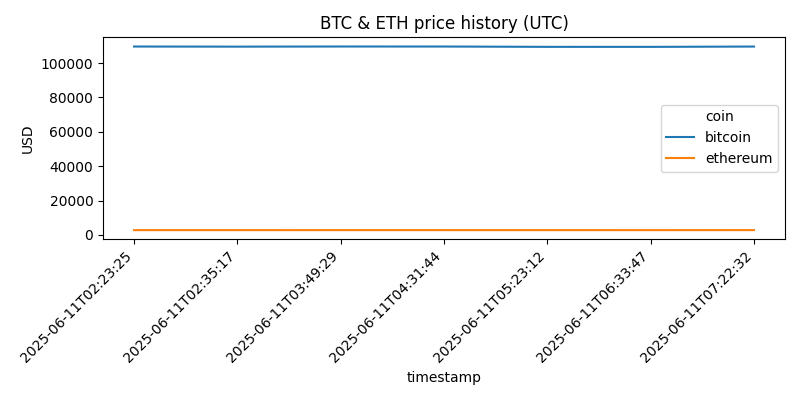 BTC & ETH price history (UTC)
100000
80000
60000
40000
20000
0
USD
coin
bitcoin
ethereum
2025-06-11T02:23:25
2025-06-11T02:35:17
2025-06-11T03:49:29
2025-06-11T04:31:44
2025-06-11T05:23:12
2025-06-11T06:33:47
2025-06-11T07:22:32
timestamp